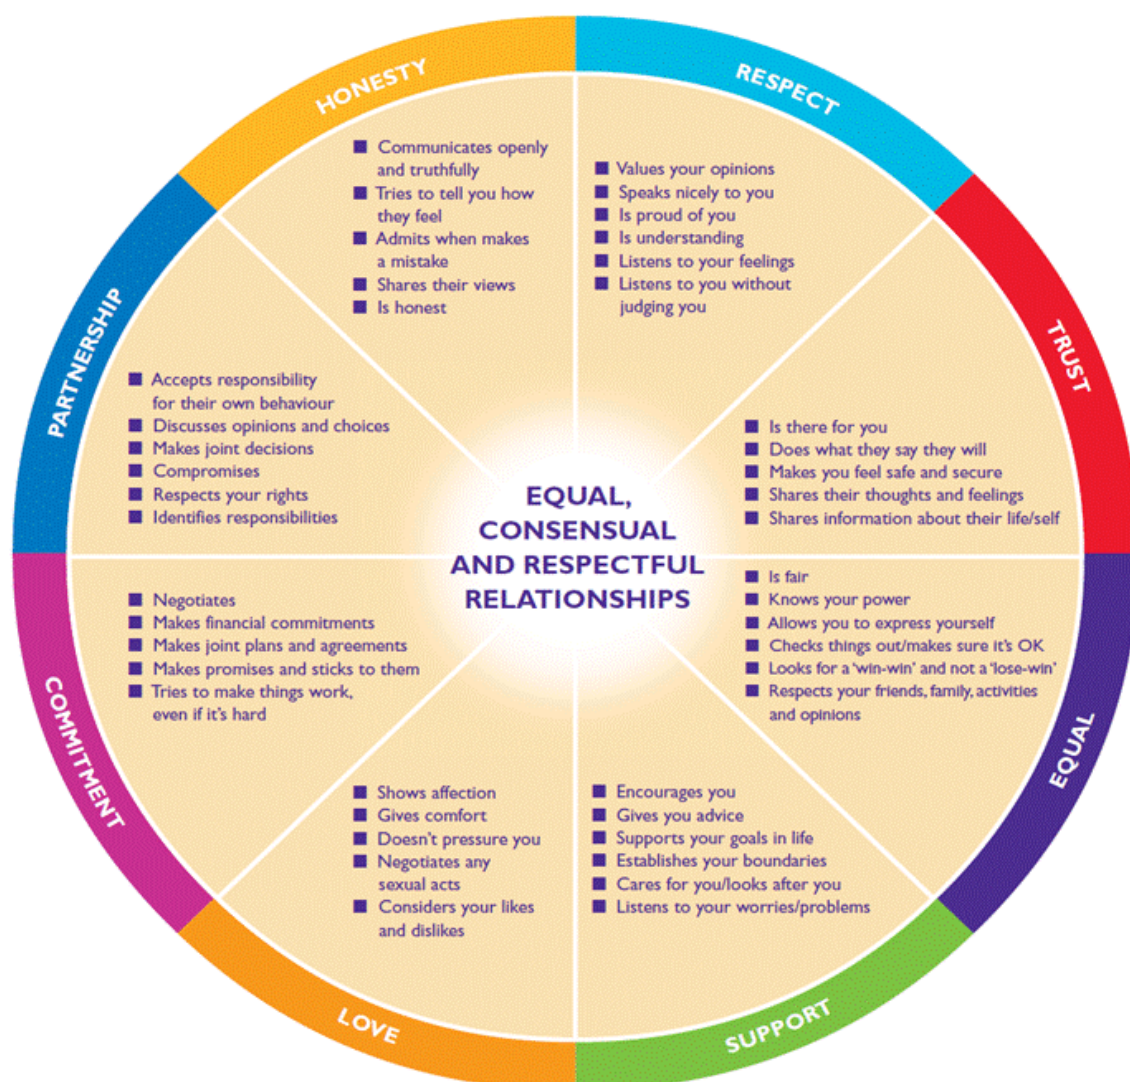 HONESTY
■ Communicates openly
and truthfully
■ Tries to tell you how
they feel
■ Admits when makes
a mistake
■ Shares their views
■ Is honest
RESPECT
■ Values your opinions
■ Speaks nicely to you
■ Is proud of you
■ Is understanding
■ Listens to your feelings
■ Listens to you without
judging you
TRUST
■ Is there for you
■ Does what they say they will
■ Makes you feel safe and secure
■ Shares their thoughts and feelings
■ Shares information about their life/self
EQUAL
■ Is fair
■ Knows your power
■ Allows you to express yourself
■ Checks things out/makes sure it's OK
■ Looks for a ‘win-win’ and not a ‘lose-win’
■ Respects your friends, family, activities
and opinions
SUPPORT
■ Encourages you
■ Gives you advice
■ Supports your goals in life
■ Establishes your boundaries
■ Cares for you/looks after you
■ Listens to your worries/problems
LOVE
■ Shows affection
■ Gives comfort
■ Doesn't pressure you
■ Negotiates any
sexual acts
■ Considers your likes
and dislikes
COMMITMENT
■ Negotiates
■ Makes financial commitments
■ Makes joint plans and agreements
■ Makes promises and sticks to them
■ Tries to make things work,
even if it's hard
PARTNERSHIP
■ Accepts responsibility
for their own behaviour
■ Discusses opinions and choices
■ Makes joint decisions
■ Compromises
■ Respects your rights
■ Identifies responsibilities
EQUAL,
CONSENSUAL
AND RESPECTFUL
RELATIONSHIPS